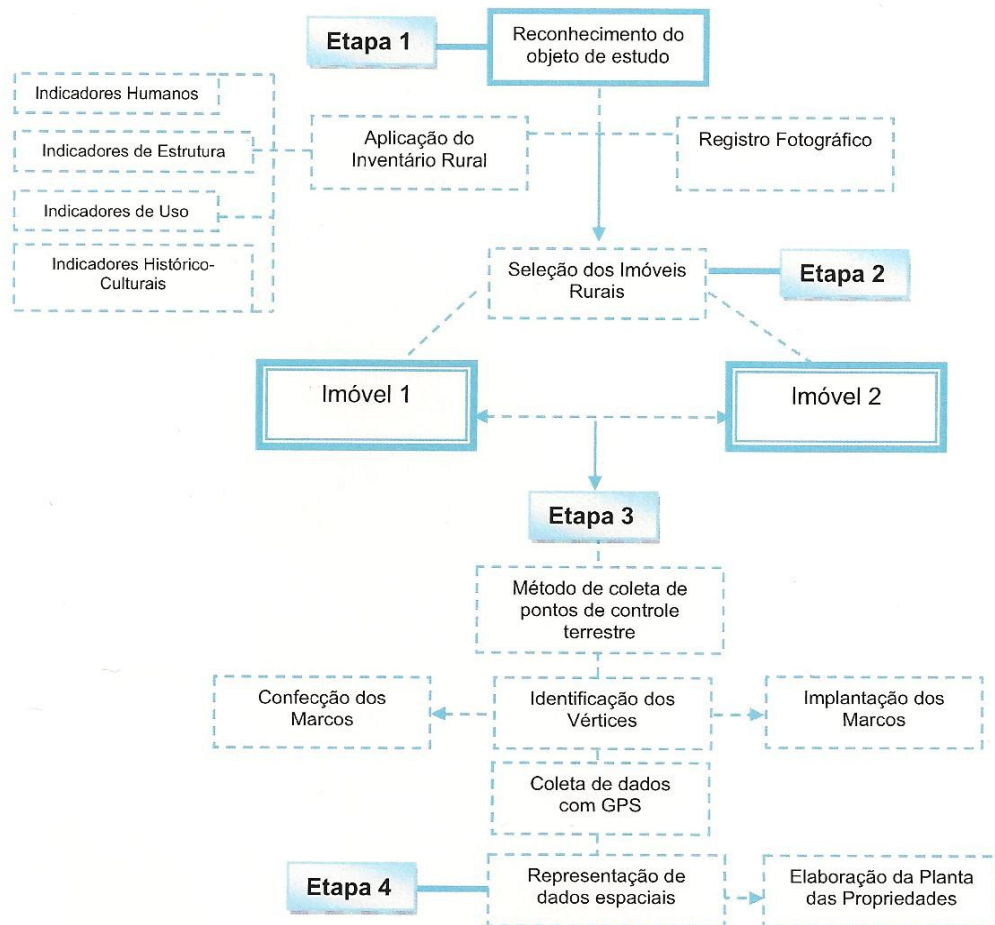 Etapa 1
Reconhecimento do
objeto de estudo
Indicadores Humanos
Indicadores de Estrutura
Indicadores de Uso
Indicadores Histórico-
Culturais
Aplicação do
Inventário Rural
Registro Fotográfico
Seleção dos Imóveis
Rurais
Etapa 2
Imóvel 1
Imóvel 2
Etapa 3
Método de coleta de
pontos de controle
terrestre
Confecção dos
Marcos
Identificação dos
Vértices
Implantação dos
Marcos
Coleta de dados
com GPS
Etapa 4
Representação de
dados espaciais
Elaboração da Planta
das Propriedades